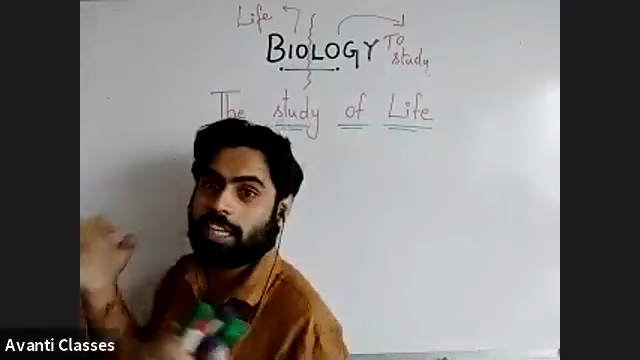 Life
BIOLOGY TO
study
The study of Life
Avanti Classes